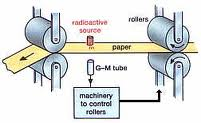 radioactive
source
rollers
paper
G–M tube
machinery
to control
rollers